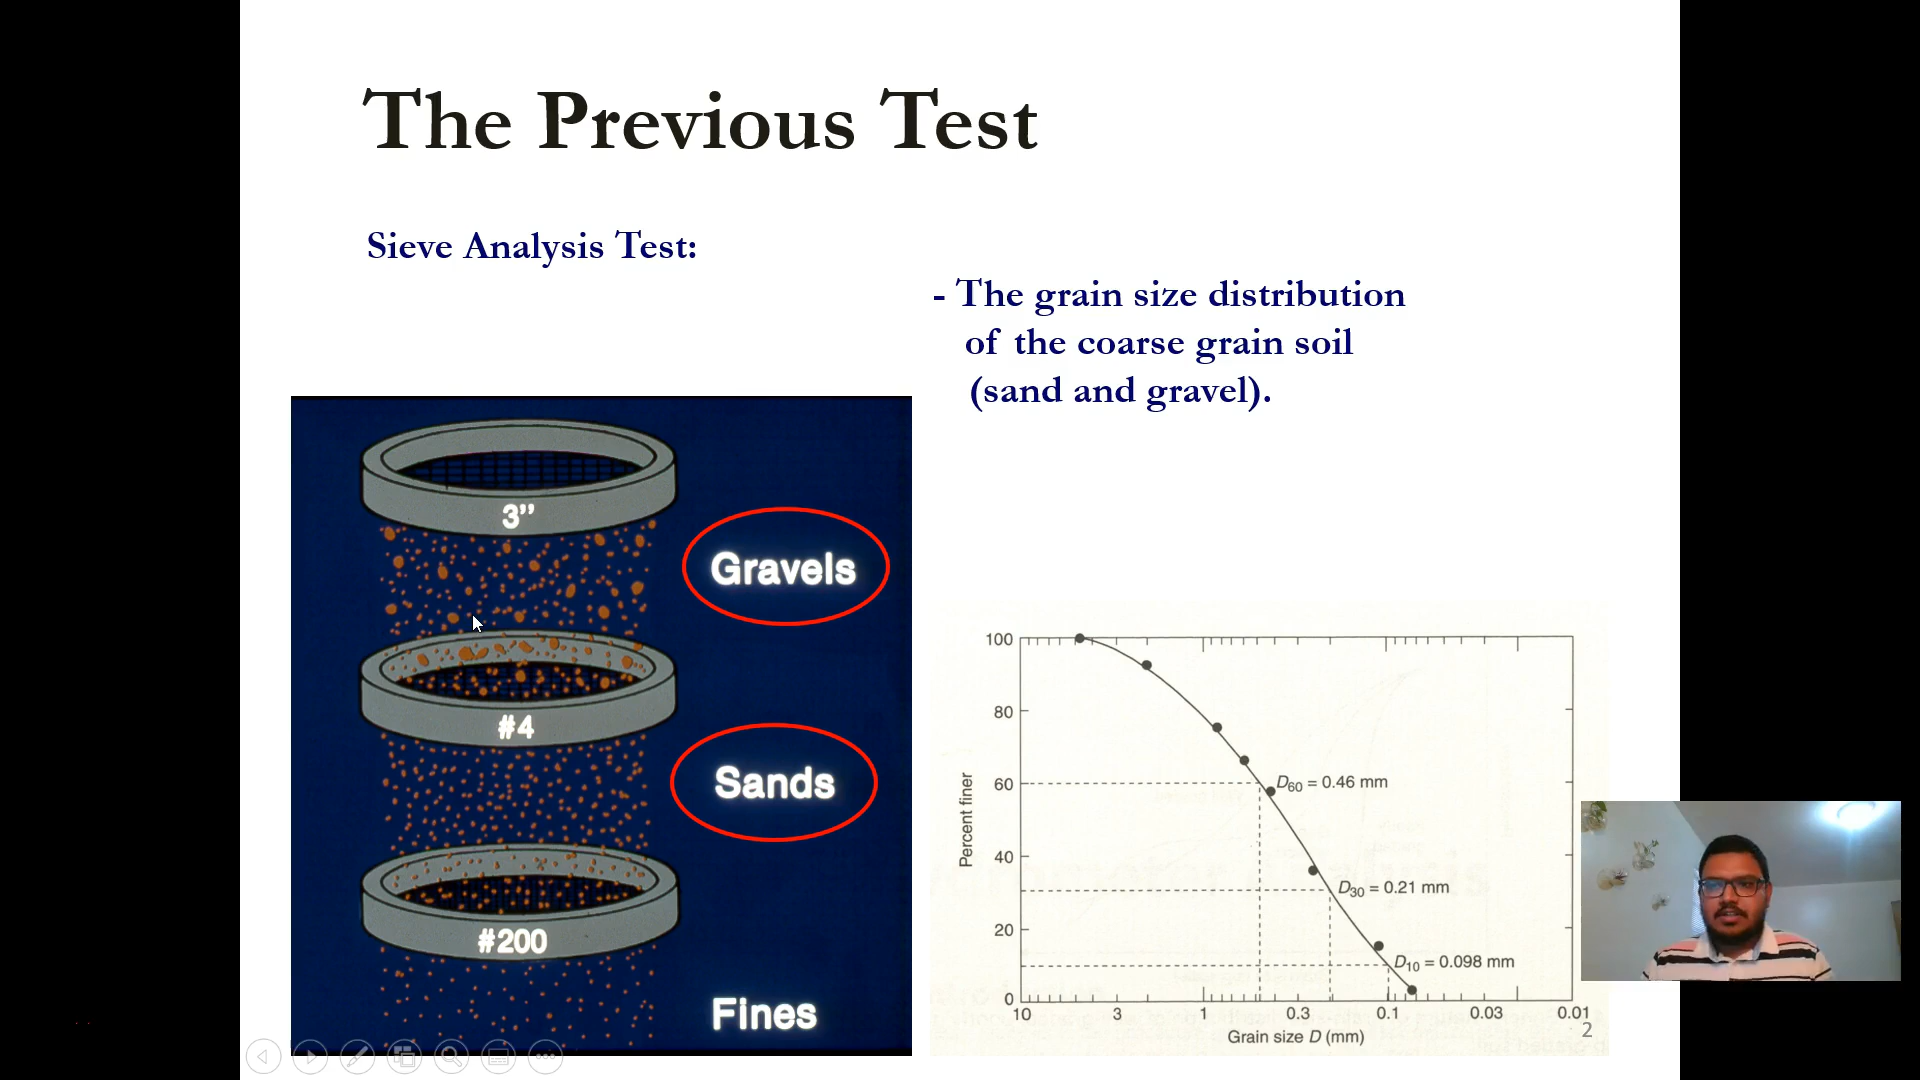 The Previous Test
Sieve Analysis Test:
- The grain size distribution
of the coarse grain soil
(sand and gravel).
3”
Gravels
#4
Sands
#200
Fines
100
80
60
40
20
0
Percent finer
D60 = 0.46 mm
D30 = 0.21 mm
D10 = 0.098 mm
10 3 1 0.3 0.1 0.03 0.01
Grain size D (mm)
2